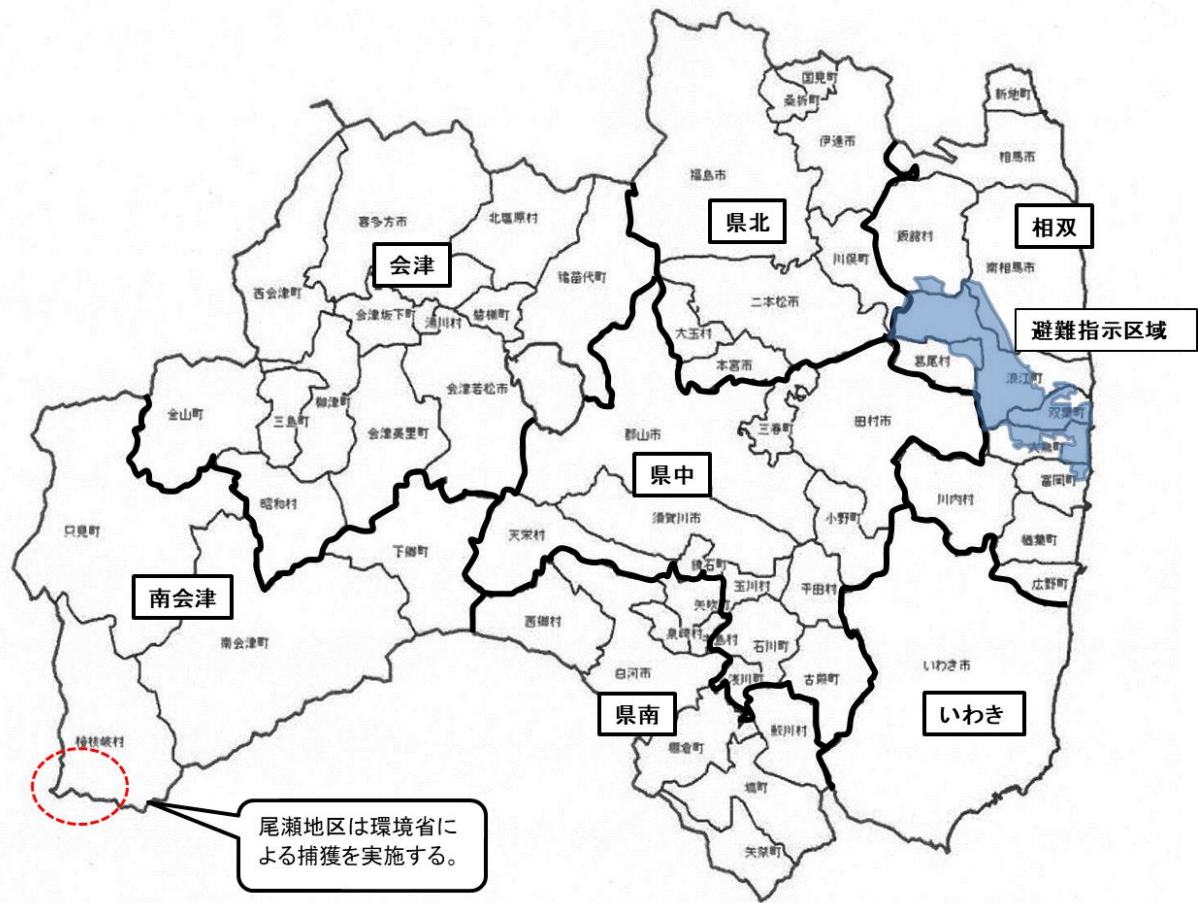 国見町
桑折町
新地町
伊達市
相馬市
福島市
県北
喜多方市
北塩原村
飯舘村
相双
川俣町
会津
猪苗代町
南相馬市
西会津町
二本松市
会津坂下町
湯川村
磐梯町
大玉村
避難指示区域
本宮市
葛尾村
浪江町
会津若松市
柳津町
双葉町
金山町
三島町
会津美里町
三春町
田村市
郡山市
大熊町
県中
富岡町
川内村
昭和村
須賀川市
小野町
只見町
天栄村
下郷町
楢葉町
鏡石町
広野町
玉川村
平田村
南会津
矢吹町
西郷村
泉崎村
中島村
石川町
南会津町
白河市
いわき市
浅川町
古殿町
県南
いわき
鮫川村
檜枝岐村
棚倉町
塙町
尾瀬地区は環境省に
よる捕獲を実施する。
矢祭町